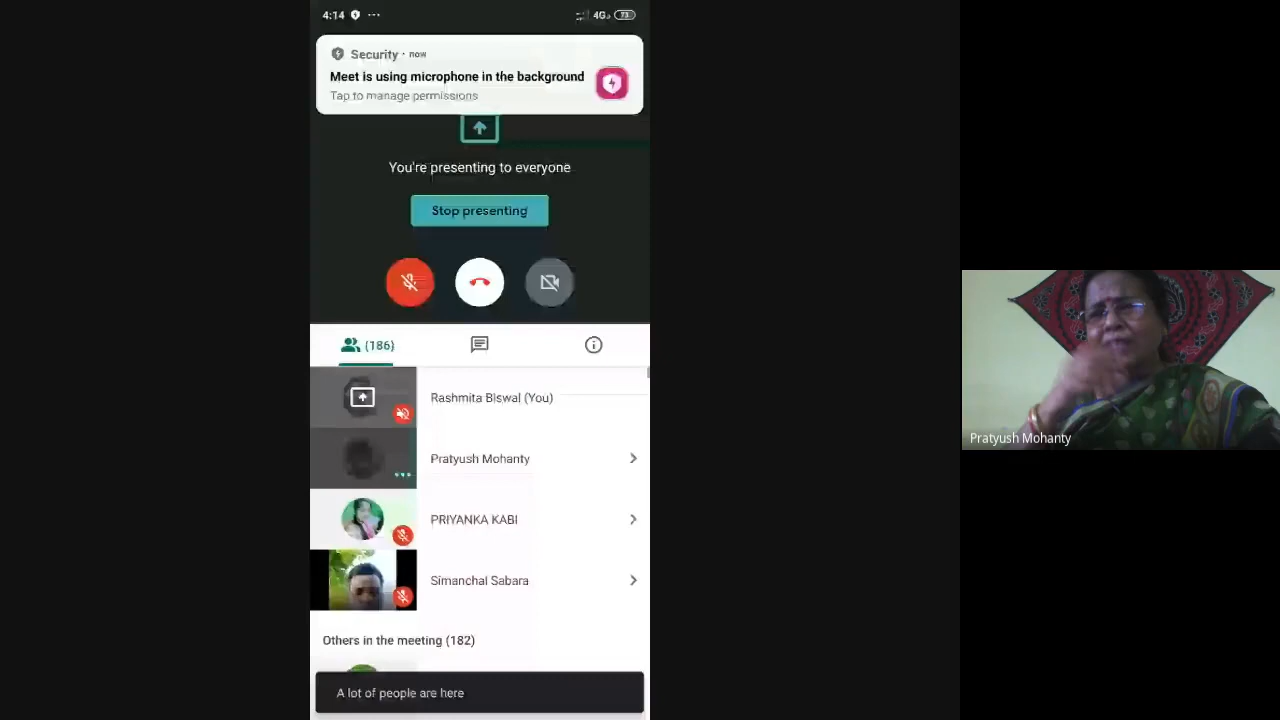 4:14 ...
4G 73
Security · now
Meet is using microphone in the background
Tap to manage permissions
You're presenting to everyone
Stop presenting
(186)
Rashmita Biswal (You)
Pratyush Mohanty
PRIYANKA KABI
Simanchal Sabara
Others in the meeting (182)
A lot of people are here
Pratyush Mohanty